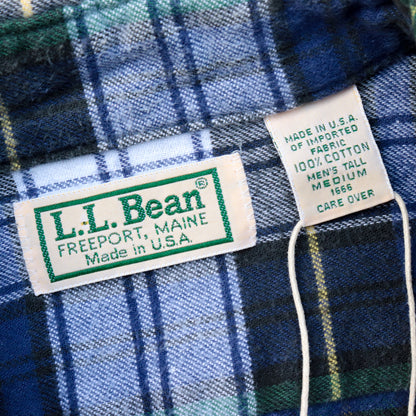 L.L.Bean®
FREEPORT, MAINE
Made in U.S.A.
MADE IN U.S.A.
OF IMPORTED
FABRIC
100% COTTON
MEN'S TALL
MEDIUM
1666
CARE OVER